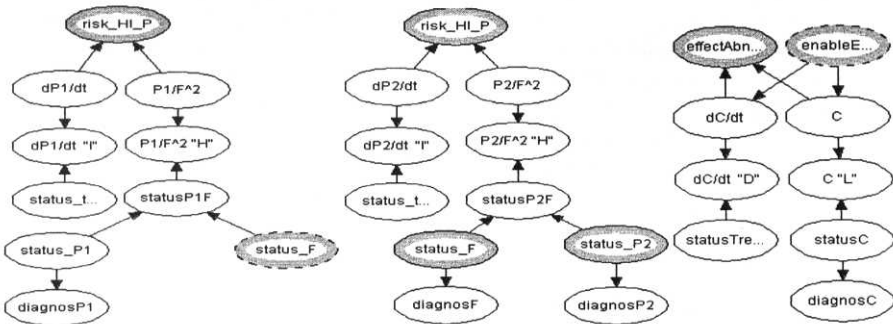 risk_HI_P
dP1/dt
P1/F^2
dP1/dt "I"
P1/F^2 "H"
status_t...
statusP1F
status_P1
status_F
diagnosP1
risk_HI_P
dP2/dt
P2/F^2
dP2/dt "I"
P2/F^2 "H"
status_t...
statusP2F
status_F
status_P2
diagnosF
diagnosP2
effectAbn...
enableE...
dC/dt
C
dC/dt "D"
C "L"
statusTre...
statusC
diagnosC